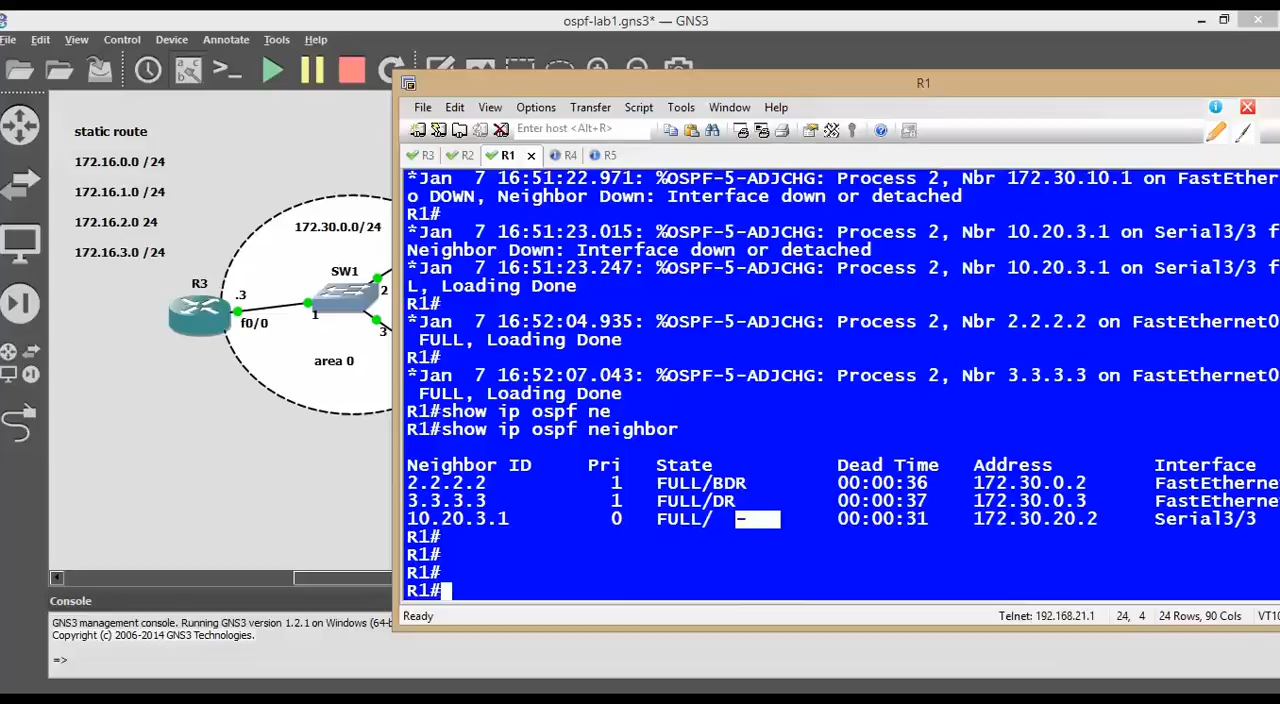 ospf-lab1.gns3* — GNS3
File Edit View Control Device Annotate Tools Help
static route
172.16.0.0 /24
172.16.1.0 /24
172.16.2.0 24
172.16.3.0 /24
172.30.0.0/24
SW1
R3
.3
f0/0
1
2
3
area 0
Console
GNS3 management console. Running GNS3 version 1.2.1 on Windows (64-b
Copyright (c) 2006-2014 GNS3 Technologies.
=>
R1
File Edit View Options Transfer Script Tools Window Help
Enter host <Alt+R>
R3 R2 R1 × R4 R5
*Jan  7 16:51:22.971: %OSPF-5-ADJCHG: Process 2, Nbr 172.30.10.1 on FastEther
o DOWN, Neighbor Down: Interface down or detached
R1#
*Jan  7 16:51:23.015: %OSPF-5-ADJCHG: Process 2, Nbr 10.20.3.1 on Serial3/3 f
Neighbor Down: Interface down or detached
*Jan  7 16:51:23.247: %OSPF-5-ADJCHG: Process 2, Nbr 10.20.3.1 on Serial3/3 f
L, Loading Done
R1#
*Jan  7 16:52:04.935: %OSPF-5-ADJCHG: Process 2, Nbr 2.2.2.2 on FastEthernet0
FULL, Loading Done
R1#
*Jan  7 16:52:07.043: %OSPF-5-ADJCHG: Process 2, Nbr 3.3.3.3 on FastEthernet0
FULL, Loading Done
R1#show ip ospf ne
R1#show ip ospf neighbor
Neighbor ID Pri State Dead Time Address Interface
2.2.2.2 1 FULL/BDR 00:00:36 172.30.0.2 FastEtherne
3.3.3.3 1 FULL/DR 00:00:37 172.30.0.3 FastEtherne
10.20.3.1 0 FULL/ - 00:00:31 172.30.20.2 Serial3/3
R1#
R1#
R1#
R1#
Ready Telnet: 192.168.21.1 24, 4 24 Rows, 90 Cols VT10